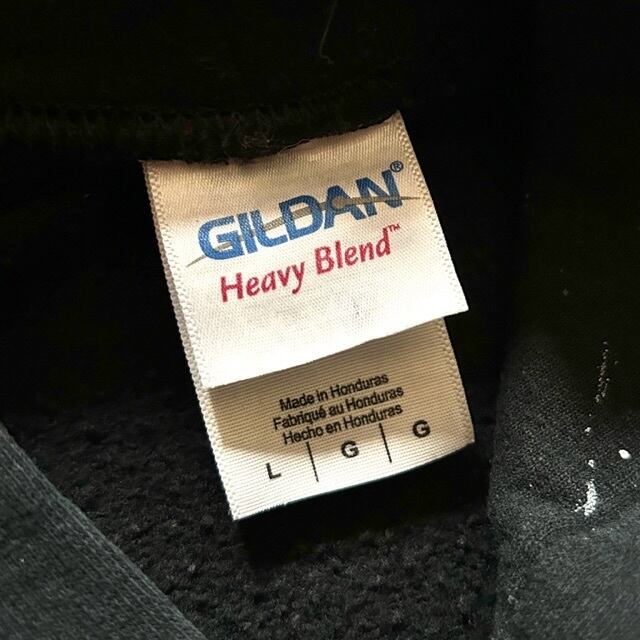 GILDAN®
Heavy Blend™
Made in Honduras
Fabriqué au Honduras
Hecho en Honduras
L | G | G